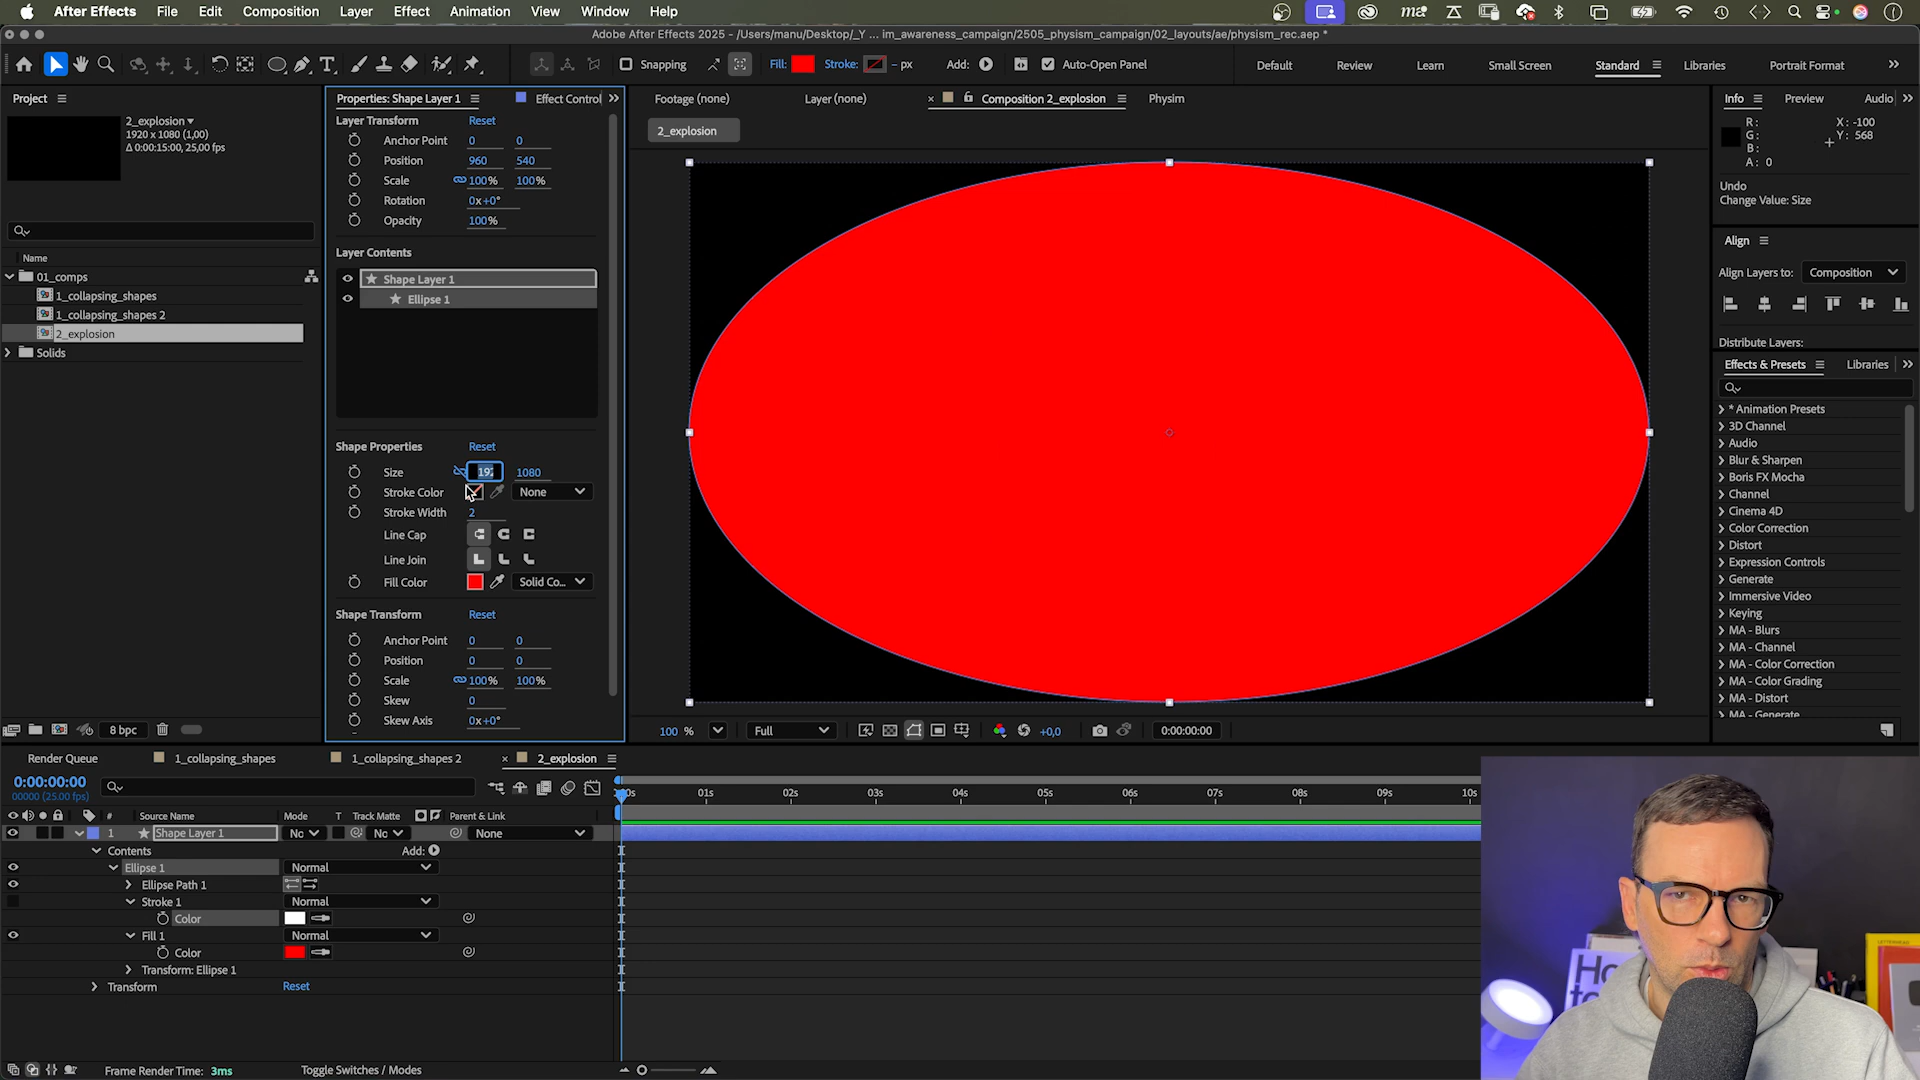 After Effects File Edit Composition Layer Effect Animation View Window Help
Adobe After Effects 2025 - /Users/manu/Desktop/_Y ... im_awareness_campaign/2505_physism_campaign/02_layouts/ae/physism_rec.aep *
Snapping Fill: Stroke: - px Add: Auto-Open Panel Default Review Learn Small Screen Standard Libraries Portrait Format
Project
2_explosion
1920 x 1080 (1,00)
Δ 0:00:15:00, 25,00 fps
Name
01_comps
1_collapsing_shapes
1_collapsing_shapes 2
2_explosion
Solids
8 bpc
Properties: Shape Layer 1 Effect Control
Layer Transform Reset
Anchor Point 0 0
Position 960 540
Scale 100% 100%
Rotation 0x+0°
Opacity 100%
Layer Contents
Shape Layer 1
Ellipse 1
Shape Properties Reset
Size 192 1080
Stroke Color None
Stroke Width 2
Line Cap
Line Join
Fill Color Solid Co...
Shape Transform Reset
Anchor Point 0 0
Position 0 0
Scale 100% 100%
Skew 0
Skew Axis 0x+0°
Footage (none) Layer (none) Composition 2_explosion Physim
2_explosion
100 % Full +0,0 0:00:00:00
Info Preview Audio
R: X: -100
G: Y: 568
B:
A: 0
Undo
Change Value: Size
Align
Align Layers to: Composition
Distribute Layers:
Effects & Presets Libraries
* Animation Presets
3D Channel
Audio
Blur & Sharpen
Boris FX Mocha
Channel
Cinema 4D
Color Correction
Distort
Expression Controls
Generate
Immersive Video
Keying
MA - Blurs
MA - Channel
MA - Color Correction
MA - Color Grading
MA - Distort
MA - Generate
Render Queue 1_collapsing_shapes 1_collapsing_shapes 2 2_explosion
0:00:00:00
00000 (25.00 fps)
:00s 01s 02s 03s 04s 05s 06s 07s 08s 09s 10s
# Source Name Mode T Track Matte Parent & Link
1 Shape Layer 1 Nc Nc None
Contents Add:
Ellipse 1 Normal
Ellipse Path 1
Stroke 1 Normal
Color
Fill 1 Normal
Color
Transform: Ellipse 1
Transform Reset
Frame Render Time: 3ms Toggle Switches / Modes